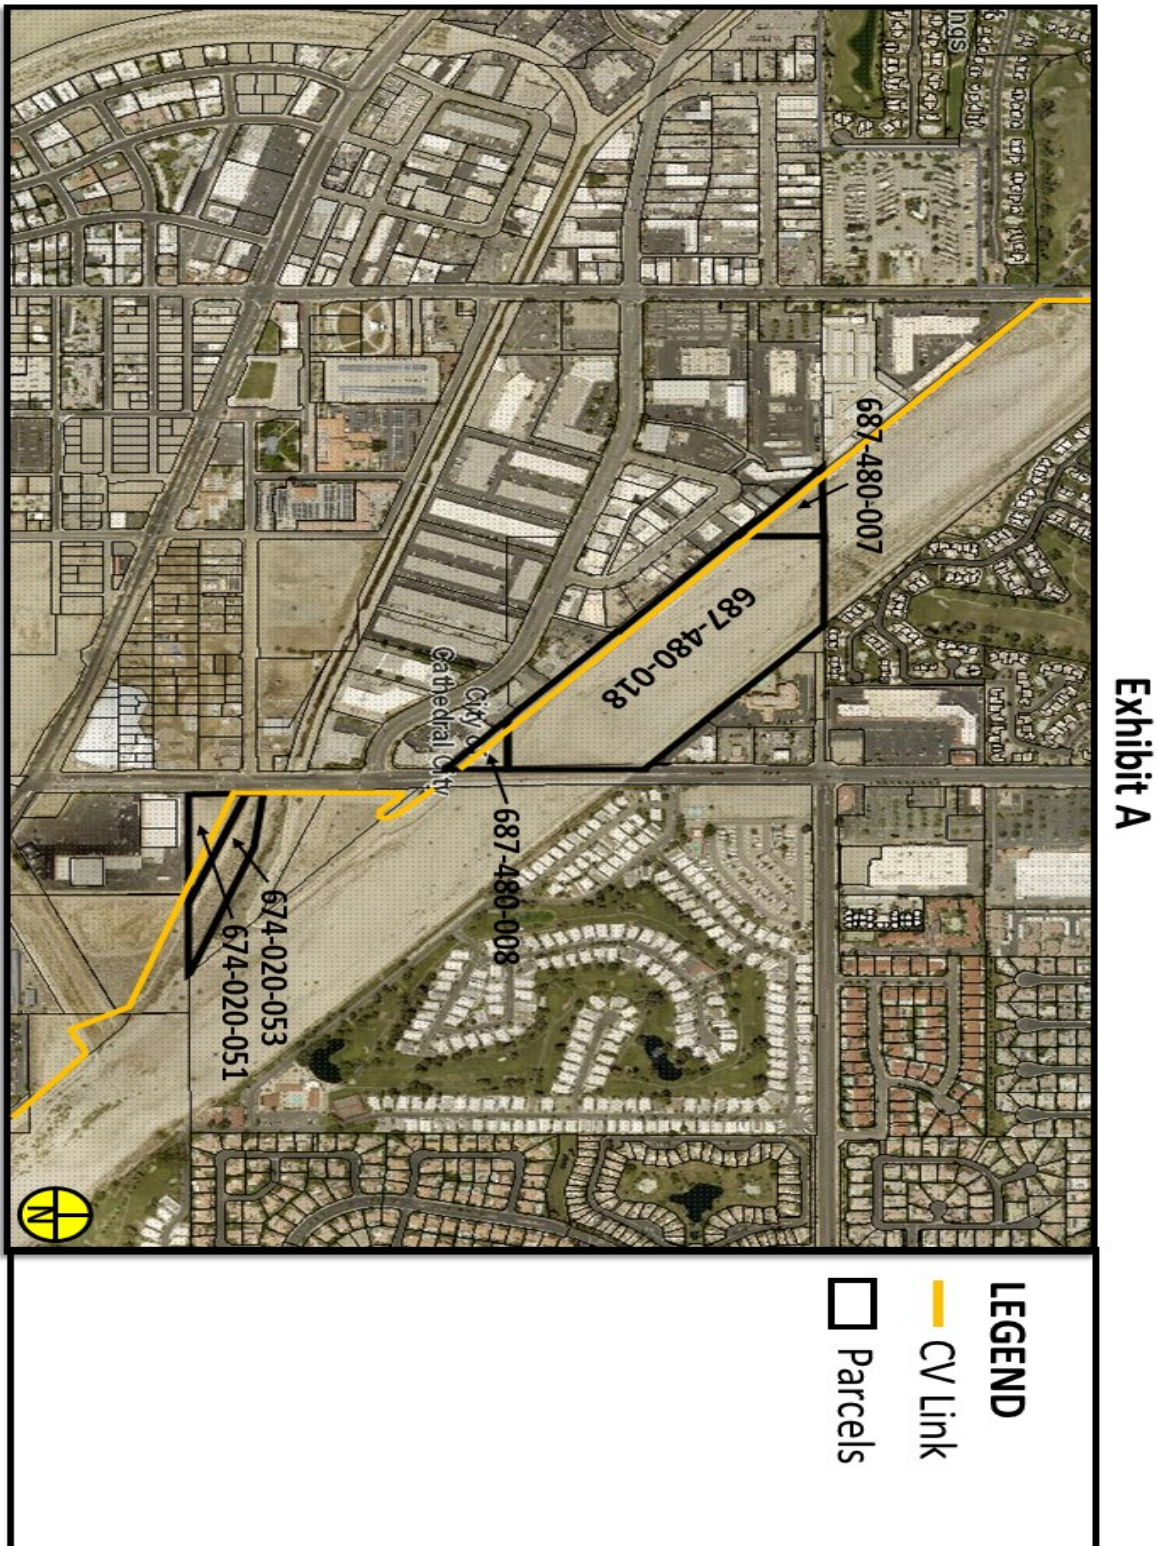 Exhibit A
ngs
687-480-007
687-480-018
City of
Cathedral City
687-480-008
674-020-053
674-020-051
N
LEGEND
CV Link
Parcels